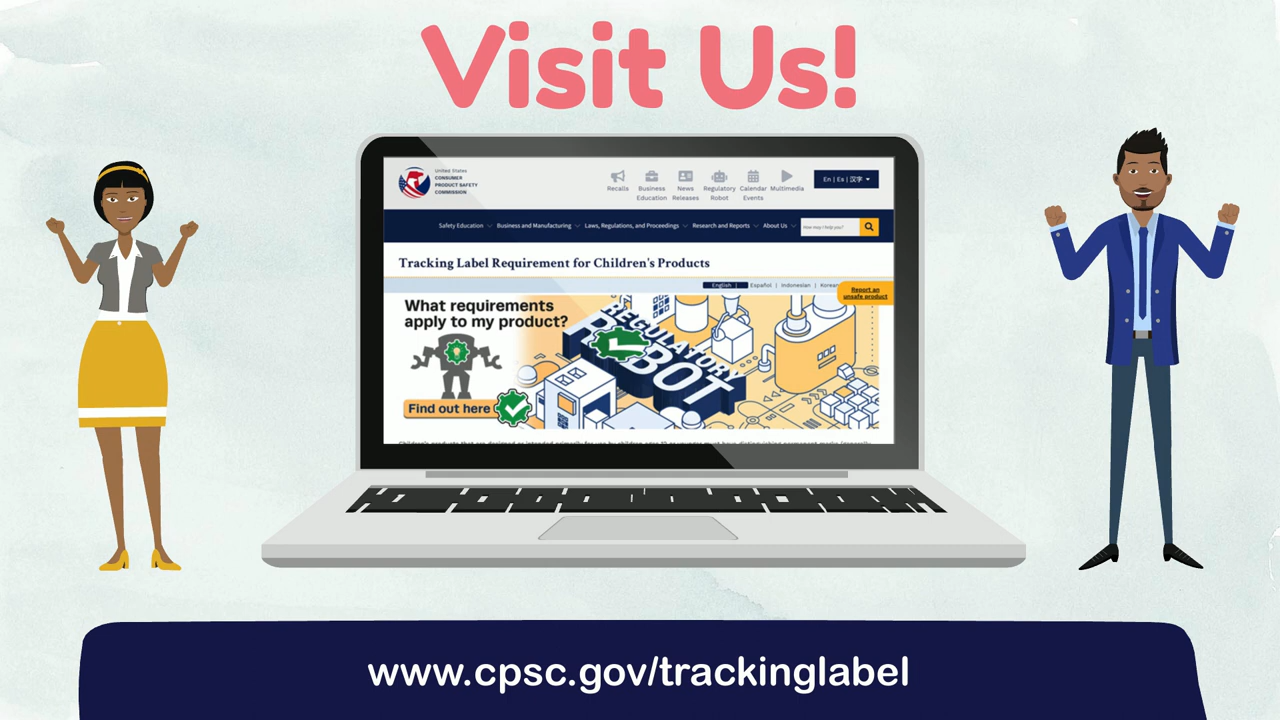 Visit Us!
United States
CONSUMER
PRODUCT SAFETY
COMMISSION
Recalls
Business
Education
News
Releases
Regulatory
Robot
Calendar
Events
Multimedia
En | Es | 汉字
Safety Education
Business and Manufacturing
Laws, Regulations, and Proceedings
Research and Reports
About Us
How may I help you?
Tracking Label Requirement for Children's Products
English | Español | Indonesian | Korean
Report an
unsafe product
What requirements
apply to my product?
REGULATORY
ROBOT
Find out here
www.cpsc.gov/trackinglabel